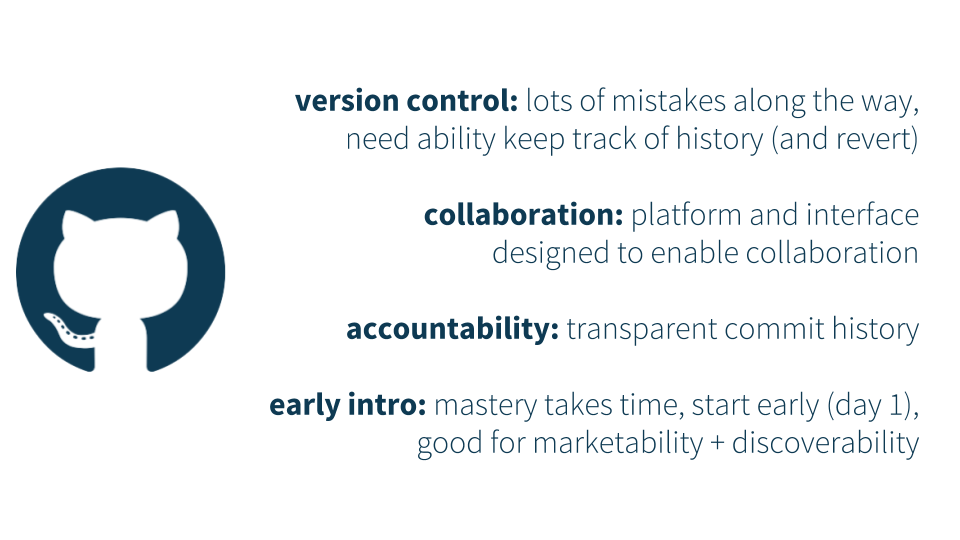 version control: lots of mistakes along the way,
need ability keep track of history (and revert)
collaboration: platform and interface
designed to enable collaboration
accountability: transparent commit history
early intro: mastery takes time, start early (day 1),
good for marketability + discoverability